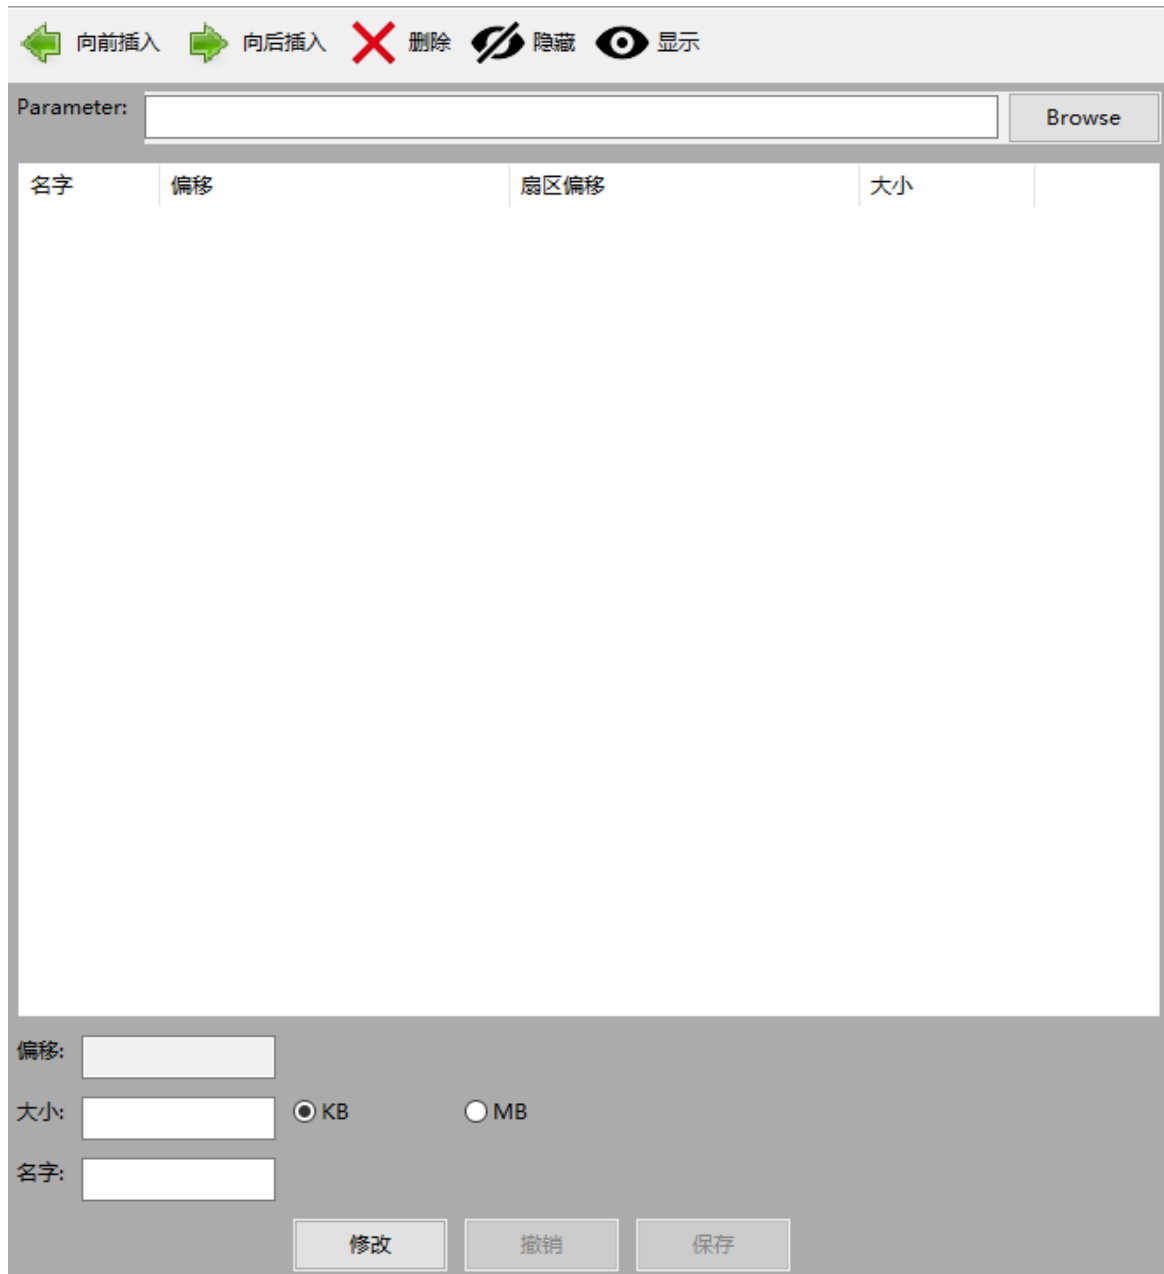 向前插入 向后插入 删除 隐藏 显示
Parameter: Browse
名字 偏移 扇区偏移 大小
偏移:
大小: KB MB
名字:
修改 撤销 保存